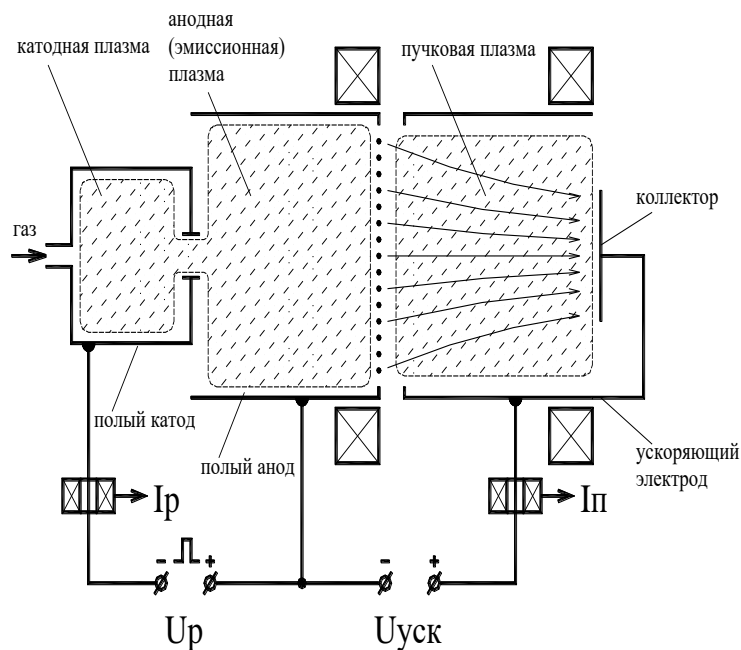 анодная
(эмиссионная)
плазма
катодная плазма
пучковая плазма
коллектор
газ
полый катод
полый анод
ускоряющий
электрод
Iр
Iп
- +
- +
Uр
Uуск